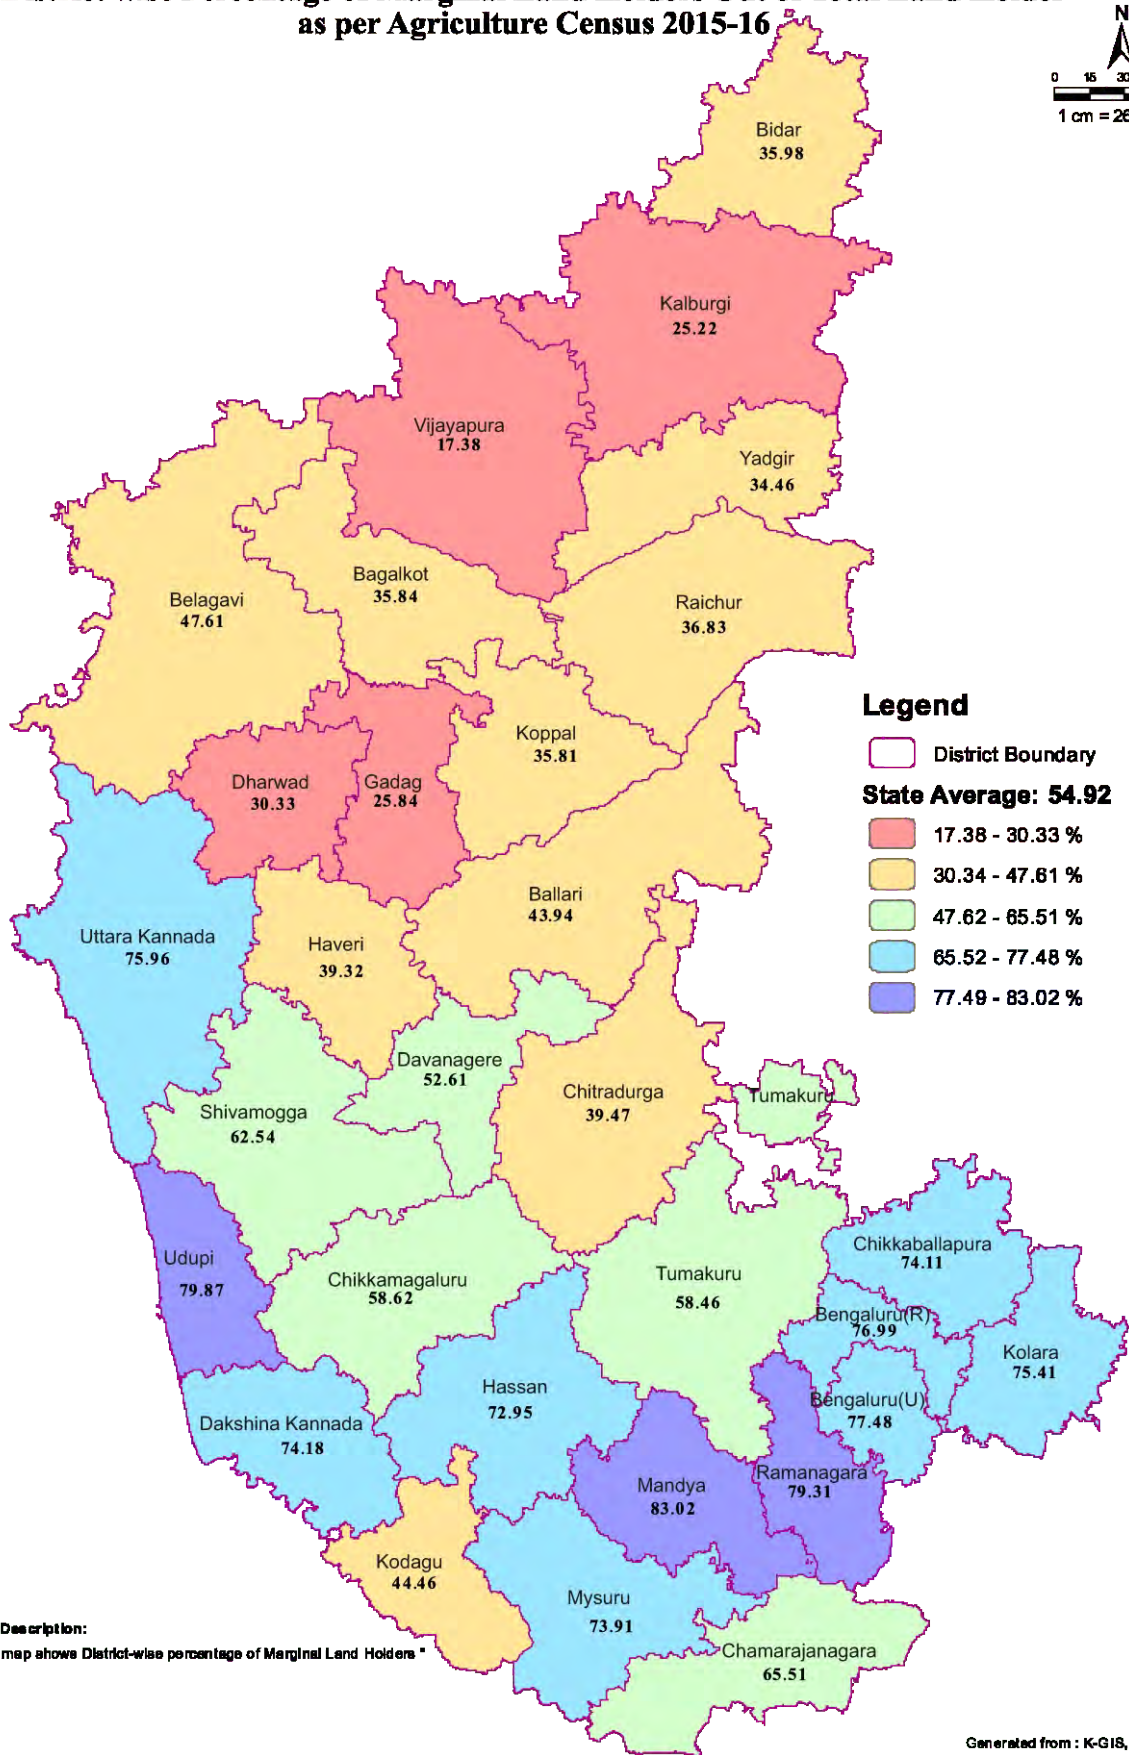 as per Agriculture Census 2015-16
N
0 15 30
1 cm = 26
Bidar
35.98
Kalburgi
25.22
Vijayapura
17.38
Yadgir
34.46
Bagalkot
35.84
Belagavi
47.61
Raichur
36.83
Koppal
35.81
Dharwad
30.33
Gadag
25.84
Legend
District Boundary
State Average: 54.92
17.38 - 30.33 %
30.34 - 47.61 %
47.62 - 65.51 %
65.52 - 77.48 %
77.49 - 83.02 %
Ballari
43.94
Uttara Kannada
75.96
Haveri
39.32
Davanagere
52.61
Chitradurga
39.47
Tumakuru
Shivamogga
62.54
Udupi
79.87
Chikkamagaluru
58.62
Tumakuru
58.46
Chikkaballapura
74.11
Bengaluru(R)
76.99
Kolara
75.41
Hassan
72.95
Bengaluru(U)
77.48
Dakshina Kannada
74.18
Mandya
83.02
Ramanagara
79.31
Kodagu
44.46
Mysuru
73.91
Chamarajanagara
65.51
Description:
map shows District-wise percentage of Marginal Land Holders "
Generated from : K-GIS,